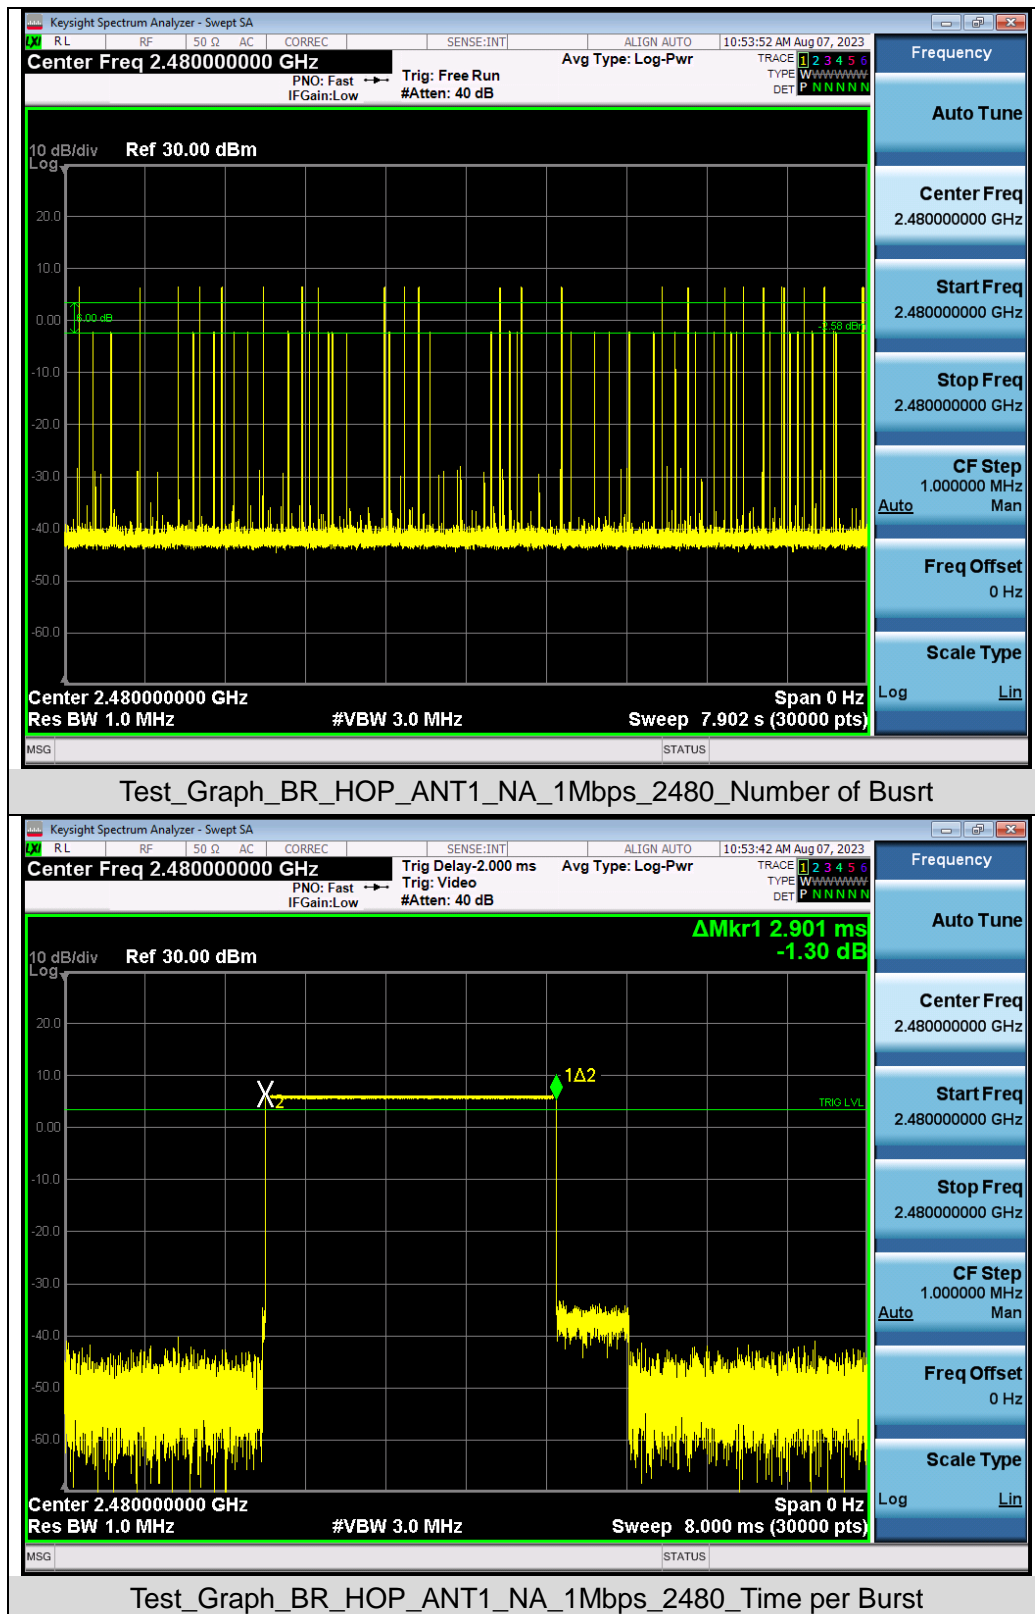 Keysight Spectrum Analyzer - Swept SA
LXI RL RF 50 Ω AC CORREC SENSE:INT ALIGN AUTO 10:53:52 AM Aug 07, 2023
Center Freq 2.480000000 GHz
PNO: Fast
IFGain:Low
Trig: Free Run
#Atten: 40 dB
Avg Type: Log-Pwr
TRACE 1 2 3 4 5 6
TYPE WWWWWW
DET P N N N N N
10 dB/div
Log
Ref 30.00 dBm
20.0
10.0
0.00
-10.0
-20.0
-30.0
-40.0
-50.0
-60.0
6.00 dB
-2.58 dBm
Center 2.480000000 GHz
Span 0 Hz
Res BW 1.0 MHz
#VBW 3.0 MHz
Sweep 7.902 s (30000 pts)
MSG
STATUS
Frequency
Auto Tune
Center Freq
2.480000000 GHz
Start Freq
2.480000000 GHz
Stop Freq
2.480000000 GHz
CF Step
1.000000 MHz
Auto Man
Freq Offset
0 Hz
Scale Type
Log Lin
Test_Graph_BR_HOP_ANT1_NA_1Mbps_2480_Number of Busrt
Keysight Spectrum Analyzer - Swept SA
LXI RL RF 50 Ω AC CORREC SENSE:INT ALIGN AUTO 10:53:42 AM Aug 07, 2023
Center Freq 2.480000000 GHz
PNO: Fast
IFGain:Low
Trig Delay-2.000 ms
Trig: Video
#Atten: 40 dB
Avg Type: Log-Pwr
TRACE 1 2 3 4 5 6
TYPE WWWWWW
DET P N N N N N
ΔMkr1 2.901 ms
-1.30 dB
10 dB/div
Log
Ref 30.00 dBm
20.0
10.0
0.00
-10.0
-20.0
-30.0
-40.0
-50.0
-60.0
X2
1Δ2
TRIG LVL
Center 2.480000000 GHz
Span 0 Hz
Res BW 1.0 MHz
#VBW 3.0 MHz
Sweep 8.000 ms (30000 pts)
MSG
STATUS
Frequency
Auto Tune
Center Freq
2.480000000 GHz
Start Freq
2.480000000 GHz
Stop Freq
2.480000000 GHz
CF Step
1.000000 MHz
Auto Man
Freq Offset
0 Hz
Scale Type
Log Lin
Test_Graph_BR_HOP_ANT1_NA_1Mbps_2480_Time per Burst